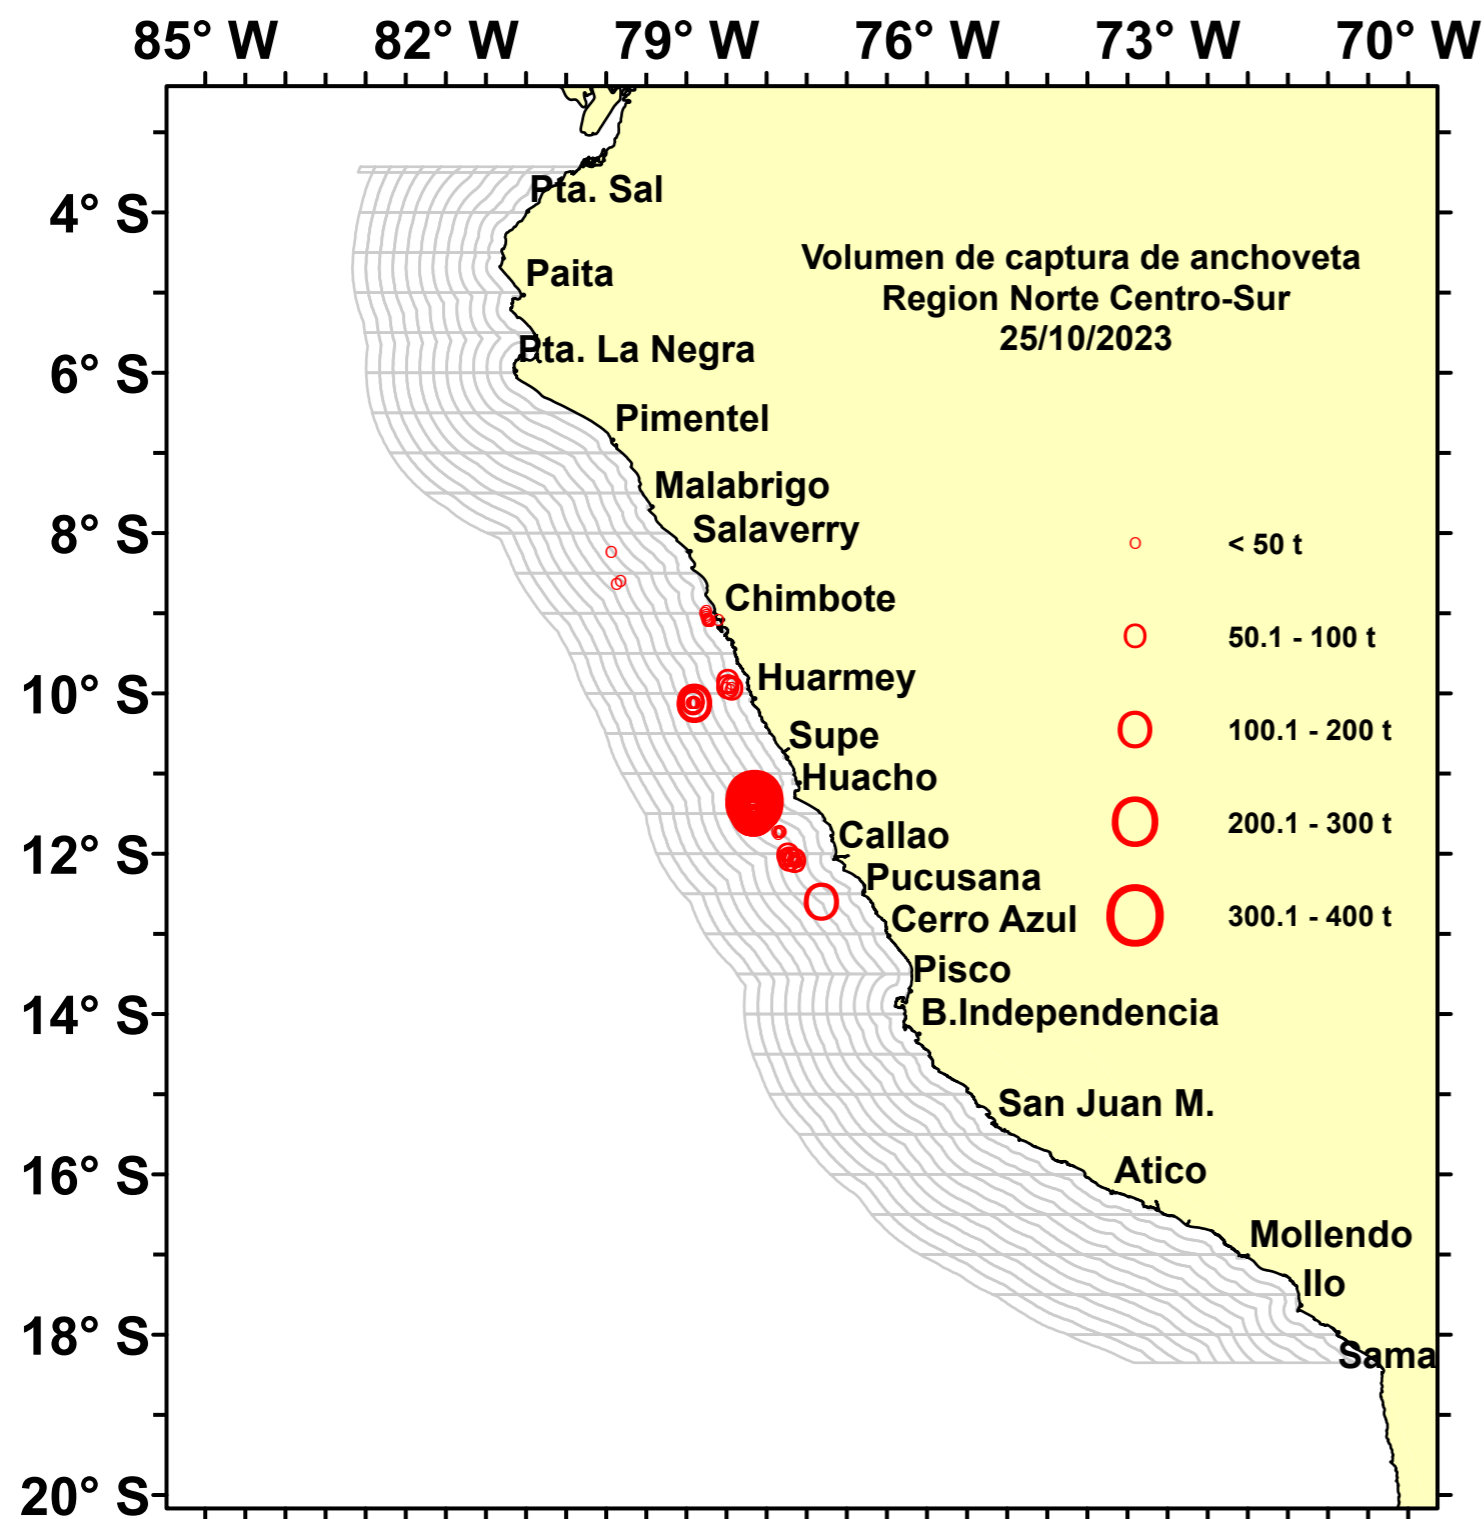 85° W 82° W 79° W 76° W 73° W 70° W
4° S
6° S
8° S
10° S
12° S
14° S
16° S
18° S
20° S
Volumen de captura de anchoveta
Region Norte Centro-Sur
25/10/2023
Pta. Sal
Paita
Pta. La Negra
Pimentel
Malabrigo
Salaverry
Chimbote
Huarmey
Supe
Huacho
Callao
Pucusana
Cerro Azul
Pisco
B.Independencia
San Juan M.
Atico
Mollendo
Ilo
Sama
< 50 t
50.1 - 100 t
100.1 - 200 t
200.1 - 300 t
300.1 - 400 t